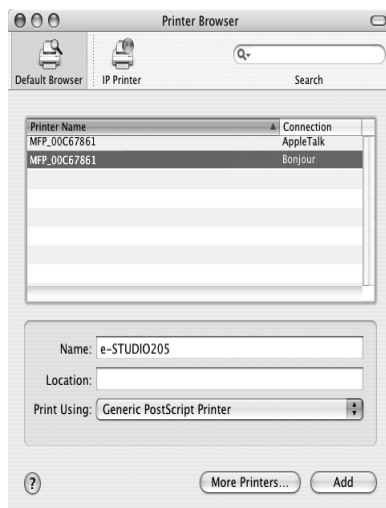 Printer Browser
Default Browser IP Printer Search
Printer Name Connection
MFP_00C67861 AppleTalk
MFP_00C67861 Bonjour
Name: e-STUDIO205
Location:
Print Using: Generic PostScript Printer
? More Printers... Add